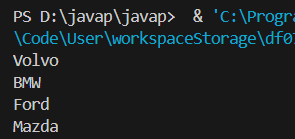 PS D:\javap\javap>  & 'C:\Progra
\Code\User\workspaceStorage\df0
Volvo
BMW
Ford
Mazda